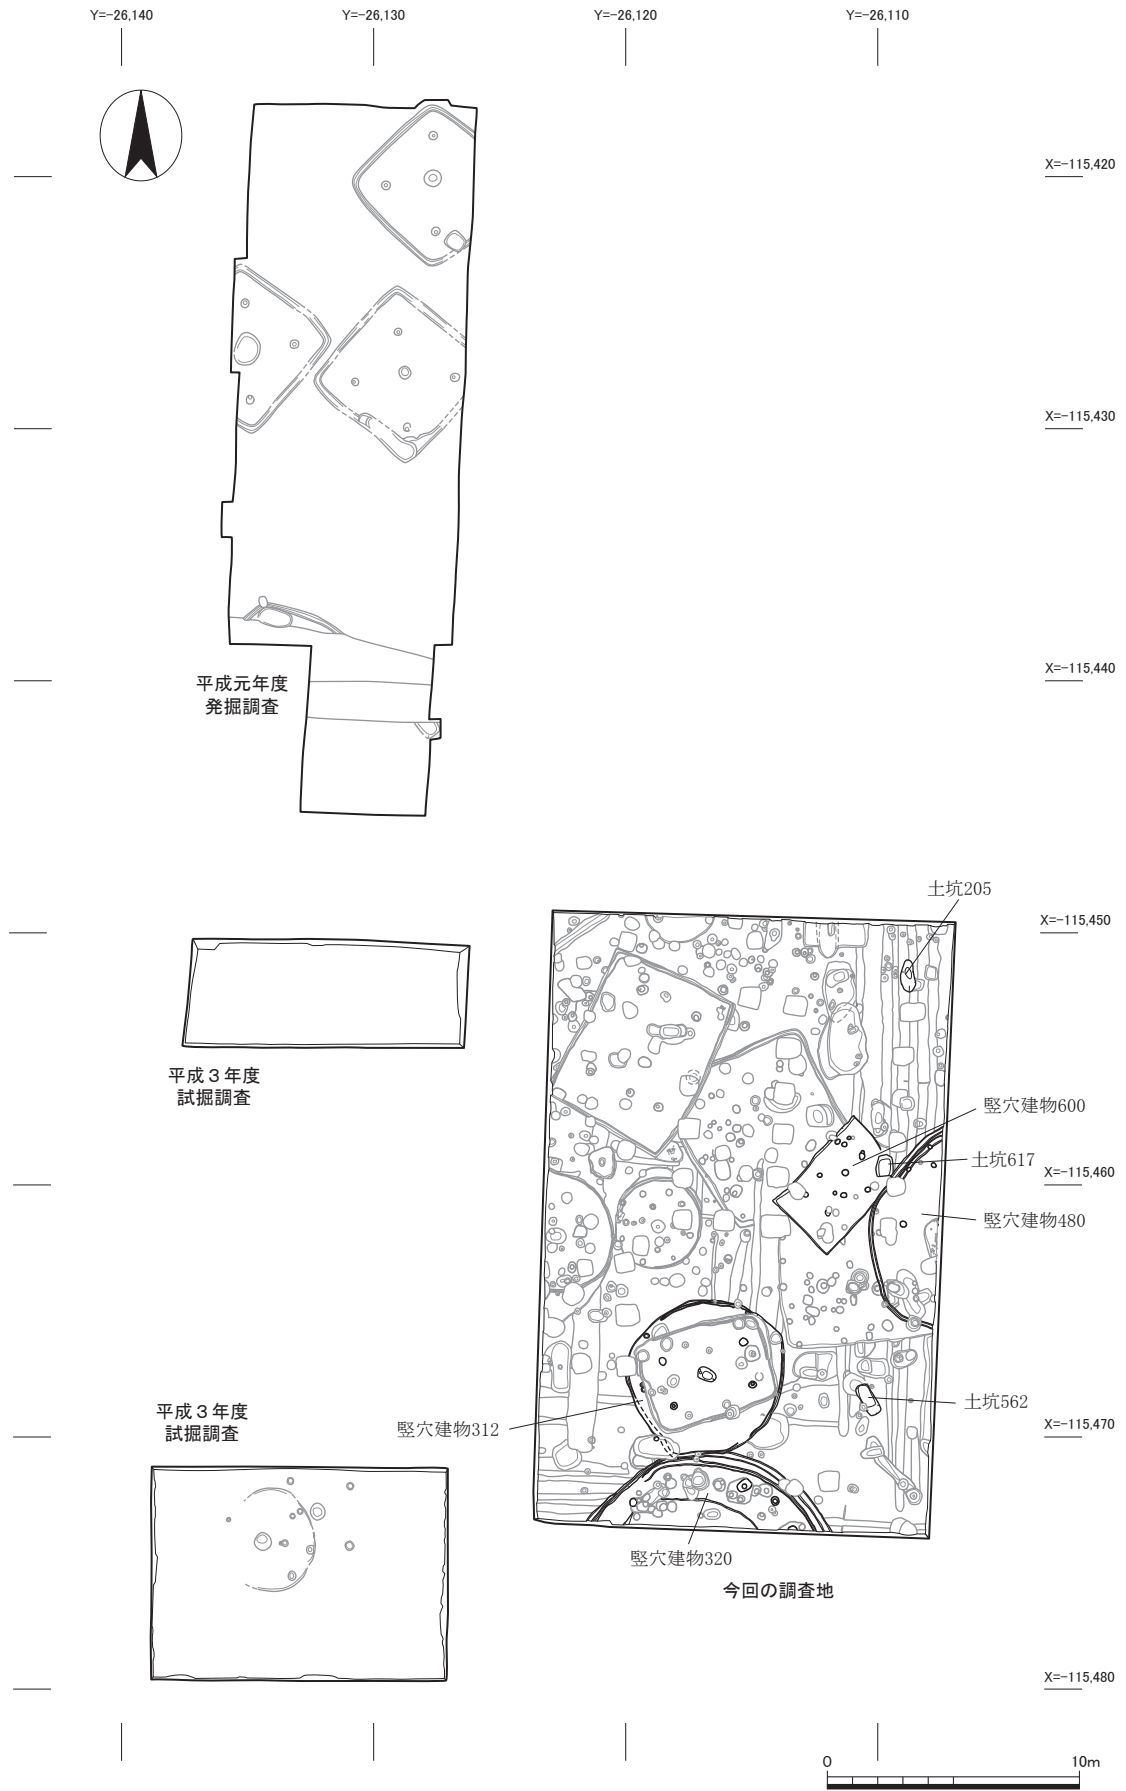 Y=-26,140
Y=-26,130
Y=-26,120
Y=-26,110
X=-115,420
X=-115,430
X=-115,440
平成元年度
発掘調査
土坑205
X=-115,450
平成３年度
試掘調査
竪穴建物600
土坑617
X=-115,460
竪穴建物480
土坑562
平成３年度
試掘調査
竪穴建物312
X=-115,470
竪穴建物320
今回の調査地
X=-115,480
0
10m